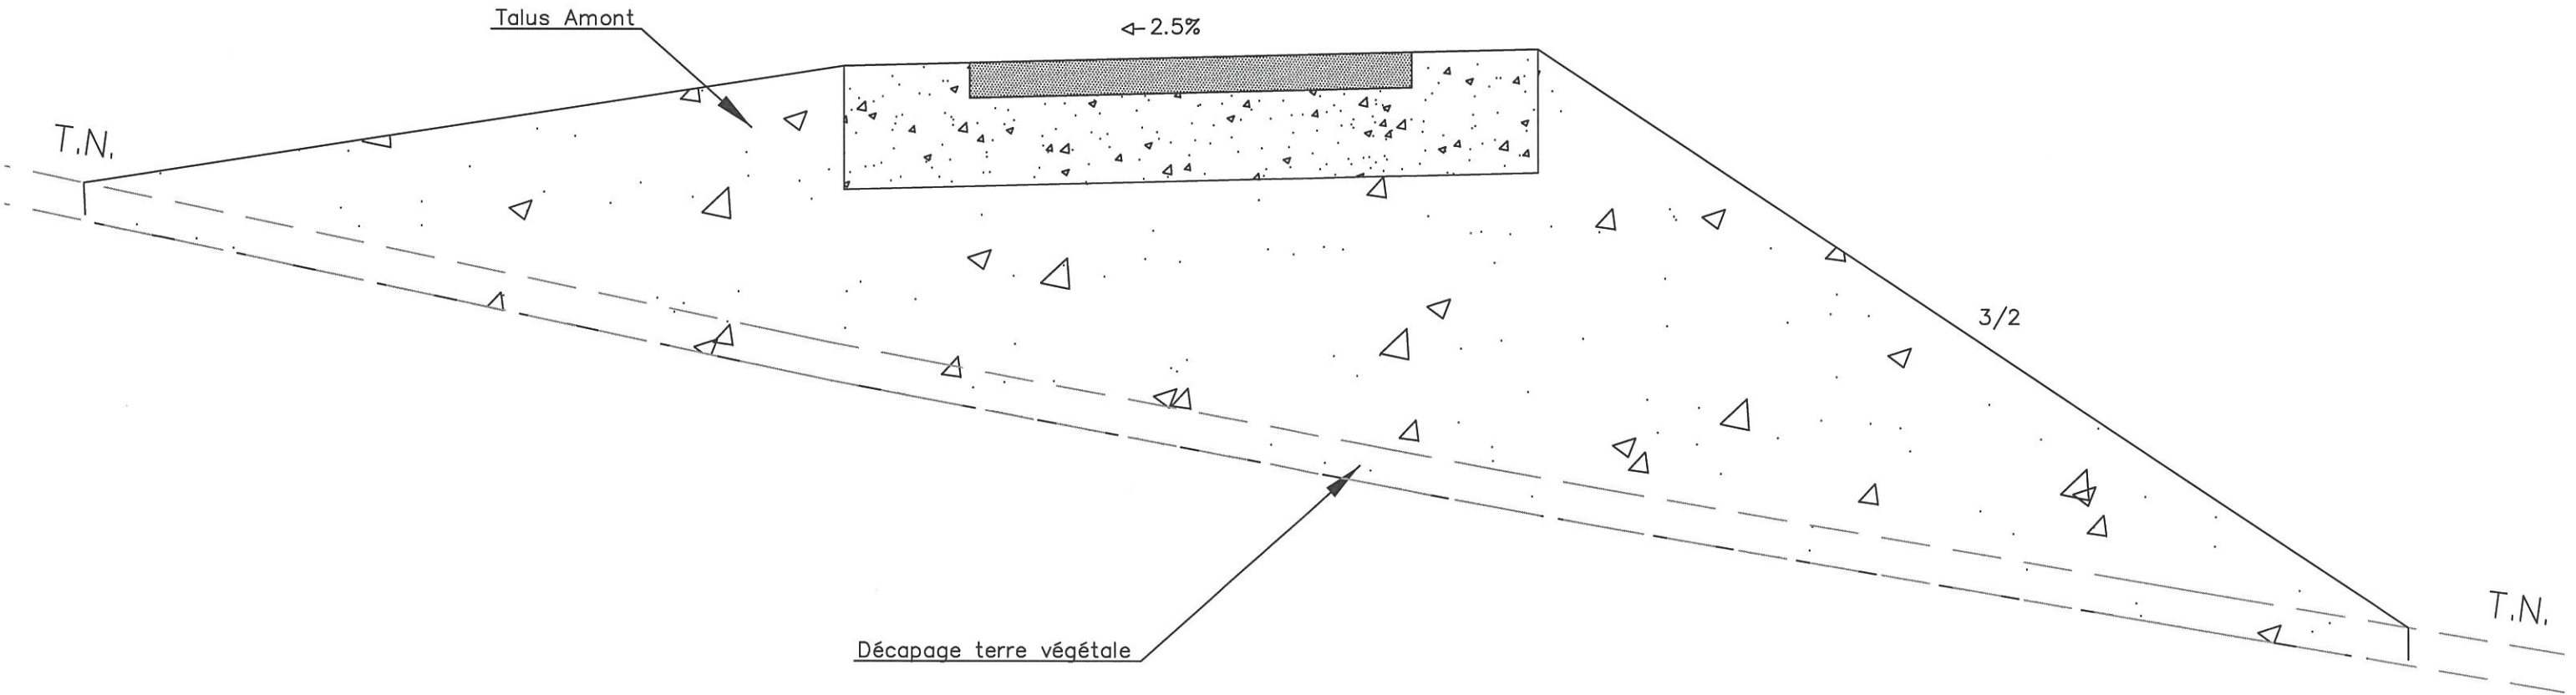 Talus Amont
2.5%
T.N.
3/2
T.N.
Décapage terre végétale